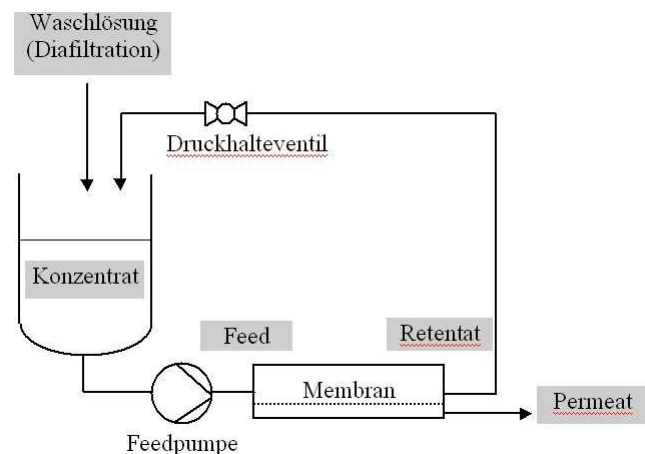 Waschlösung
(Diafiltration)
Druckhalteventil
Konzentrat
Feed
Retentat
Membran
Permeat
Feedpumpe